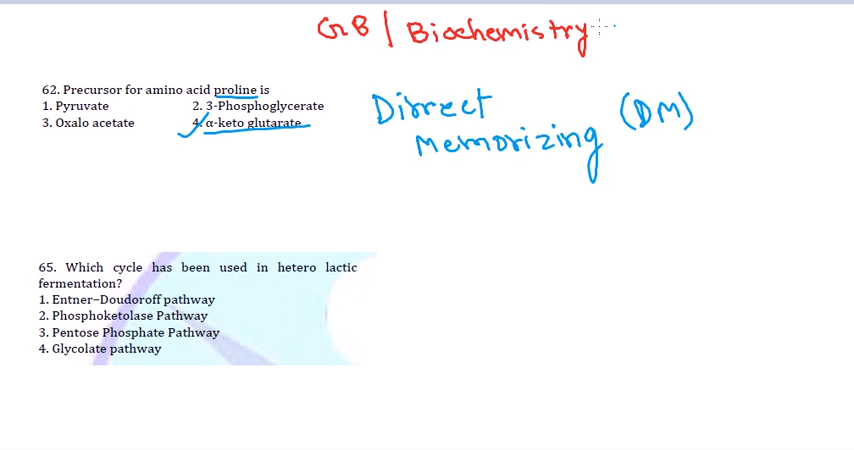 GB | Biochemistry
62. Precursor for amino acid proline is
1. Pyruvate 2. 3-Phosphoglycerate
3. Oxalo acetate 4. α-keto glutarate
Dirrect (DM)
Memorizing
65. Which cycle has been used in hetero lactic
fermentation?
1. Entner–Doudoroff pathway
2. Phosphoketolase Pathway
3. Pentose Phosphate Pathway
4. Glycolate pathway